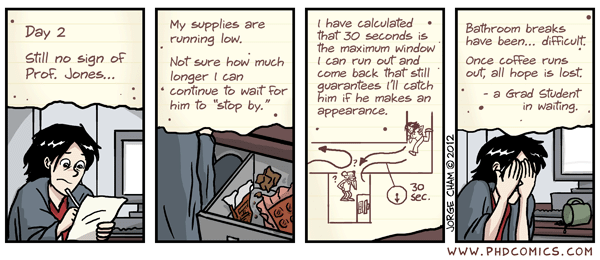 Day 2
Still no sign of
Prof. Jones...
My supplies are
running low.
Not sure how much
longer I can
continue to wait for
him to "stop by."
I have calculated
that 30 seconds is
the maximum window
I can run out and
come back that still
guarantees I'll catch
him if he makes an
appearance.
?
?
30
sec.
Bathroom breaks
have been... difficult.
Once coffee runs
out, all hope is lost.
- a Grad Student
in waiting.
JORGE CHAM © 2012
WWW.PHDCOMICS.COM